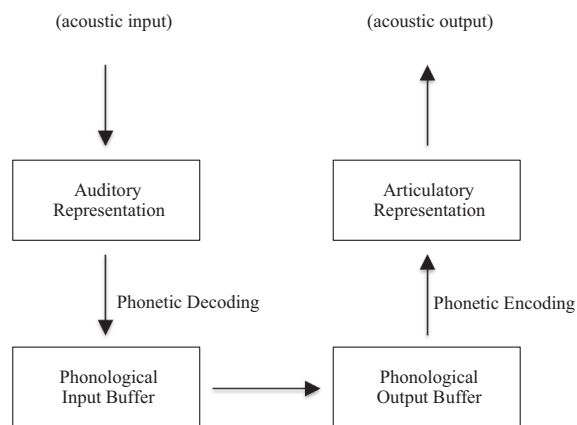 (acoustic input)
(acoustic output)
Auditory
Representation
Articulatory
Representation
Phonetic Decoding
Phonetic Encoding
Phonological
Input Buffer
Phonological
Output Buffer